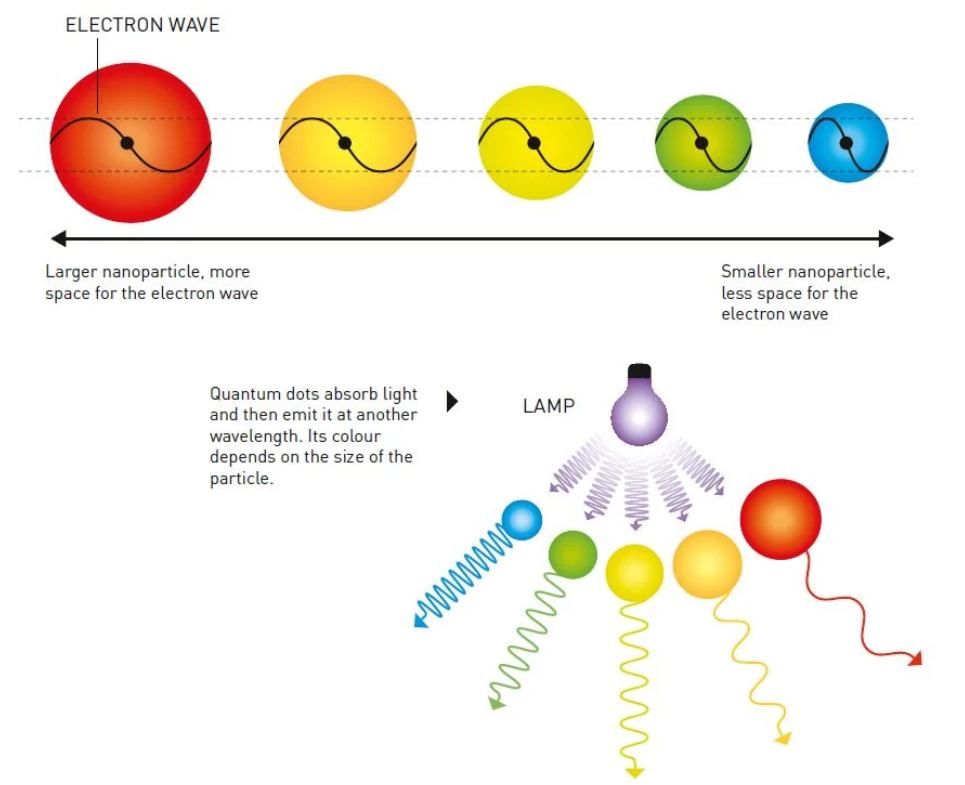 ELECTRON WAVE
Larger nanoparticle, more
space for the electron wave
Smaller nanoparticle,
less space for the
electron wave
Quantum dots absorb light
and then emit it at another
wavelength. Its colour
depends on the size of the
particle.
LAMP